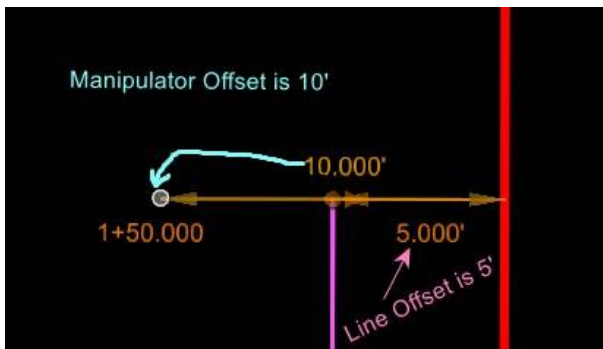 Manipulator Offset is 10'
10.000'
1+50.000
5.000'
Line Offset is 5'